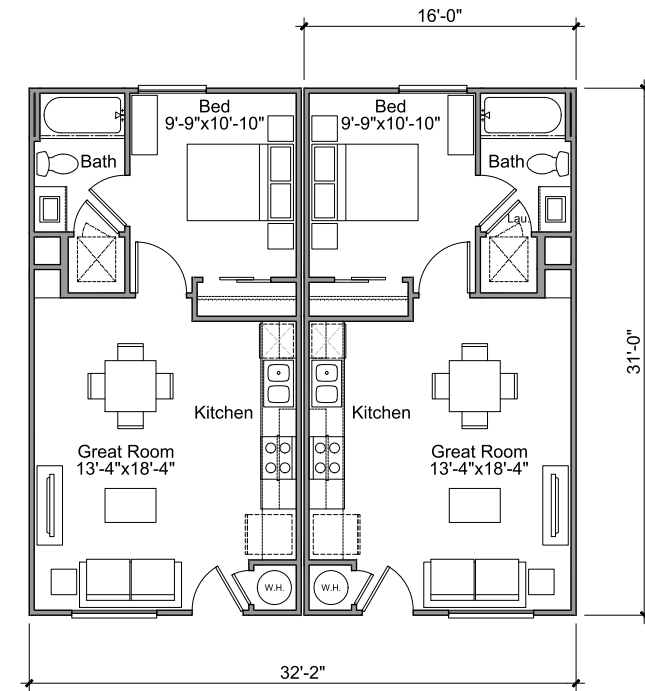 16'-0"
Bed
9'-9"x10'-10"
Bed
9'-9"x10'-10"
Bath
Bath
Lau.
31'-0"
Kitchen
Kitchen
Great Room
13'-4"x18'-4"
Great Room
13'-4"x18'-4"
W.H.
W.H.
32'-2"